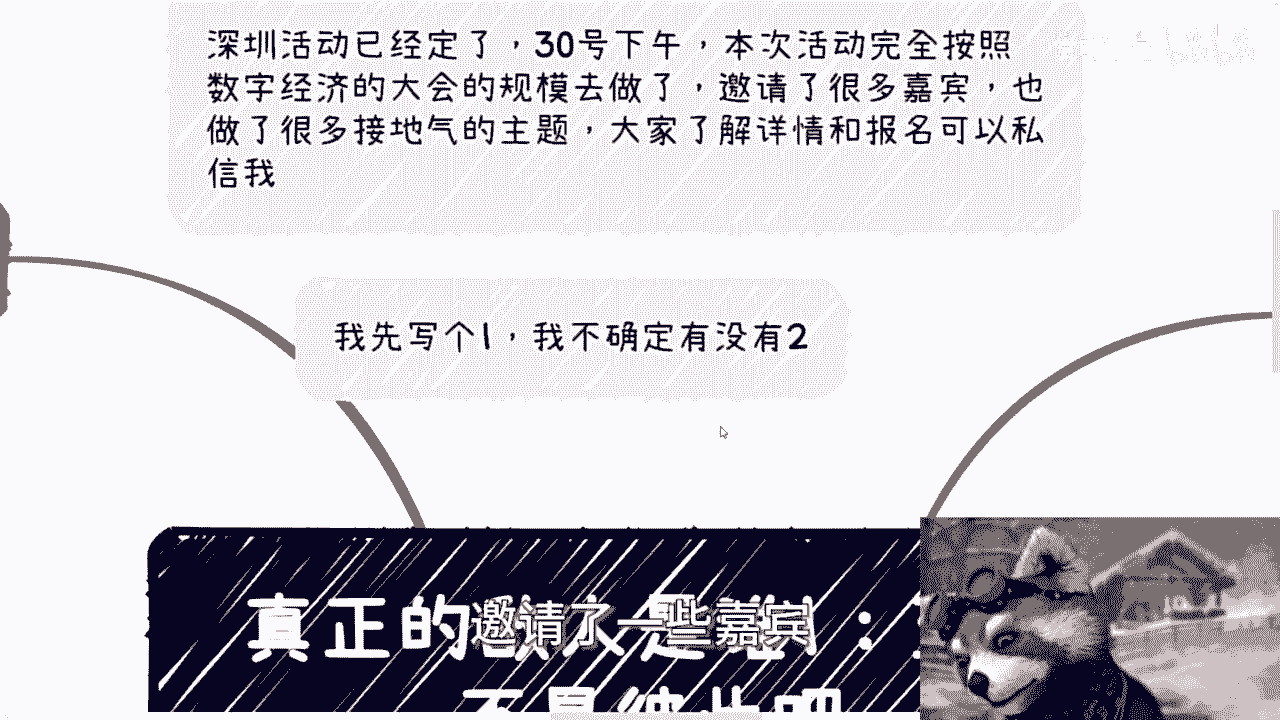 深圳活动已经定了，30号下午，本次活动完全按照
数字经济的大会的规模去做了，邀请了很多嘉宾，也
做了很多接地气的主题，大家了解详情和报名可以私
信我
我先写个1，我不确定有没有2
真正的
邀请了一些嘉宾